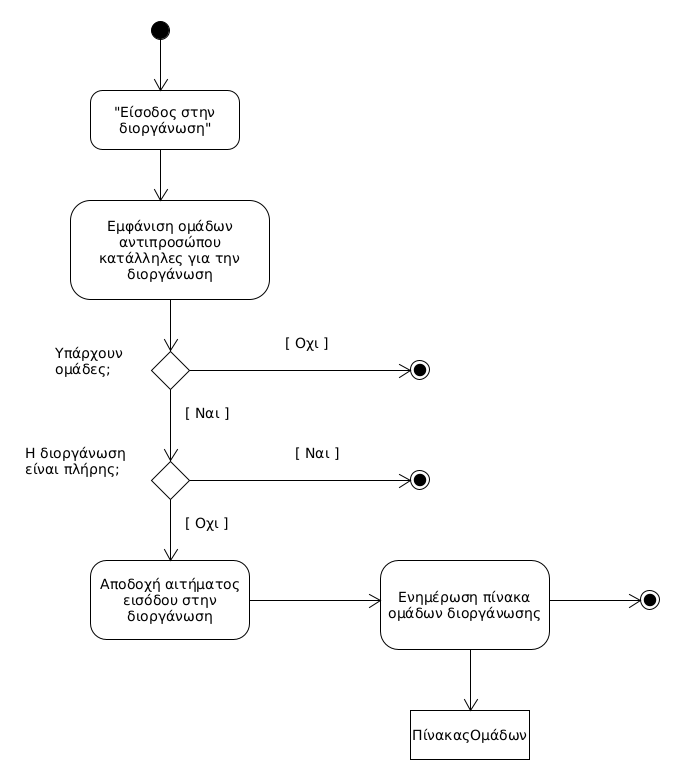 "Είσοδος στην
διοργάνωση"
Εμφάνιση ομάδων
αντιπροσώπου
κατάλληλες για την
διοργάνωση
Υπάρχουν
ομάδες;
[ Οχι ]
[ Ναι ]
Η διοργάνωση
είναι πλήρης;
[ Ναι ]
[ Οχι ]
Αποδοχή αιτήματος
εισόδου στην
διοργάνωση
Ενημέρωση πίνακα
ομάδων διοργάνωσης
ΠίνακαςΟμάδων